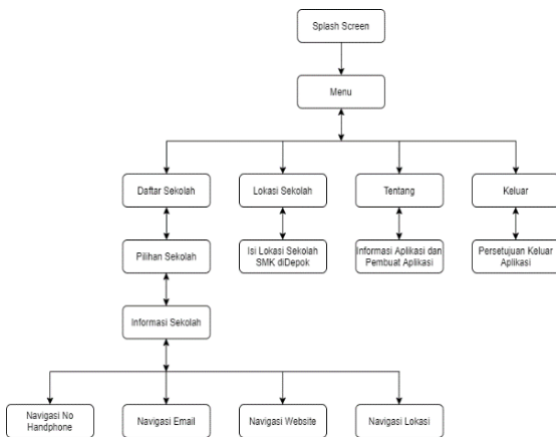 Splash Screen
Menu
Daftar Sekolah
Lokasi Sekolah
Tentang
Keluar
Pilihan Sekolah
Isi Lokasi Sekolah
SMK diDepok
Informasi Aplikasi dan
Pembuat Aplikasi
Persetujuan Keluar
Aplikasi
Informasi Sekolah
Navigasi No
Handphone
Navigasi Email
Navigasi Website
Navigasi Lokasi